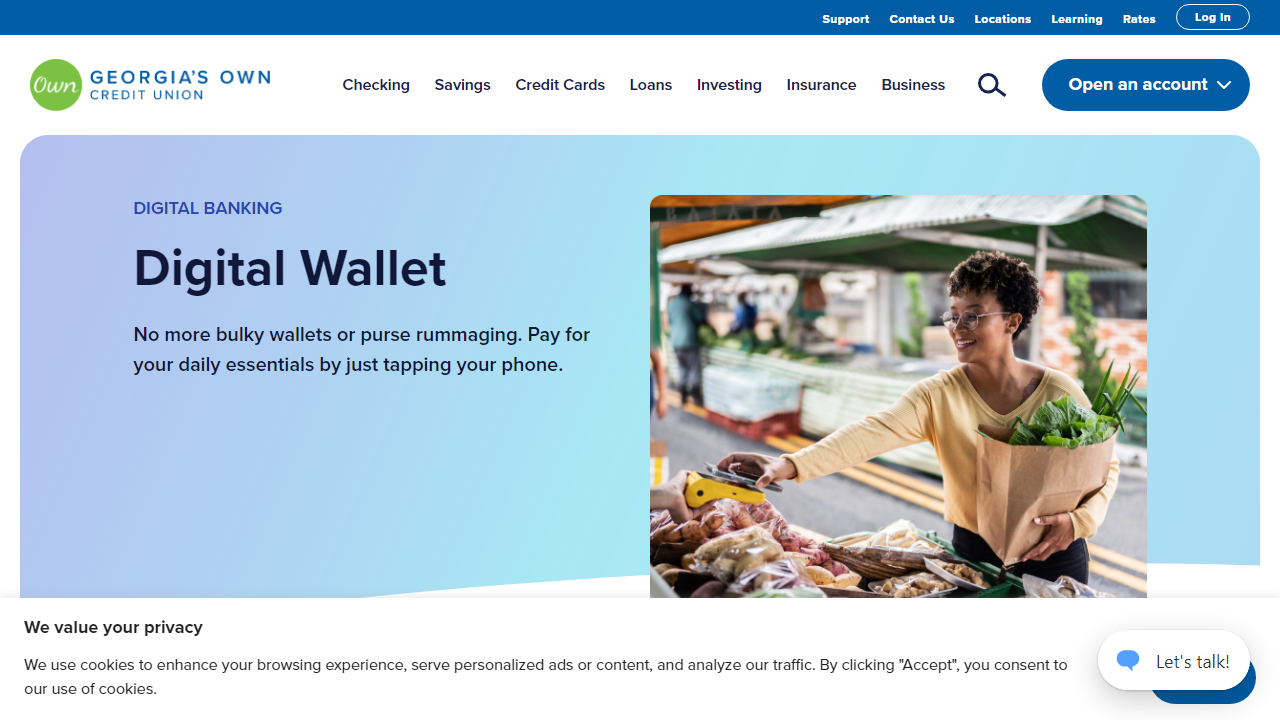 Support Contact Us Locations Learning Rates Log In
Own GEORGIA'S OWN
CREDIT UNION
Checking Savings Credit Cards Loans Investing Insurance Business Open an account
DIGITAL BANKING
Digital Wallet
No more bulky wallets or purse rummaging. Pay for
your daily essentials by just tapping your phone.
We value your privacy
We use cookies to enhance your browsing experience, serve personalized ads or content, and analyze our traffic. By clicking "Accept", you consent to
our use of cookies.
Let's talk!